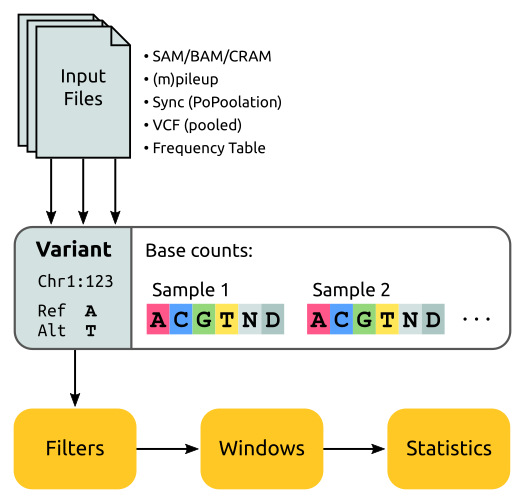 Input
Files
• SAM/BAM/CRAM
• (m)pileup
• Sync (PoPoolation)
• VCF (pooled)
• Frequency Table
Variant
Chr1:123
Ref A
Alt T
Base counts:
Sample 1 Sample 2
A C G T N D A C G T N D ...
Filters Windows Statistics